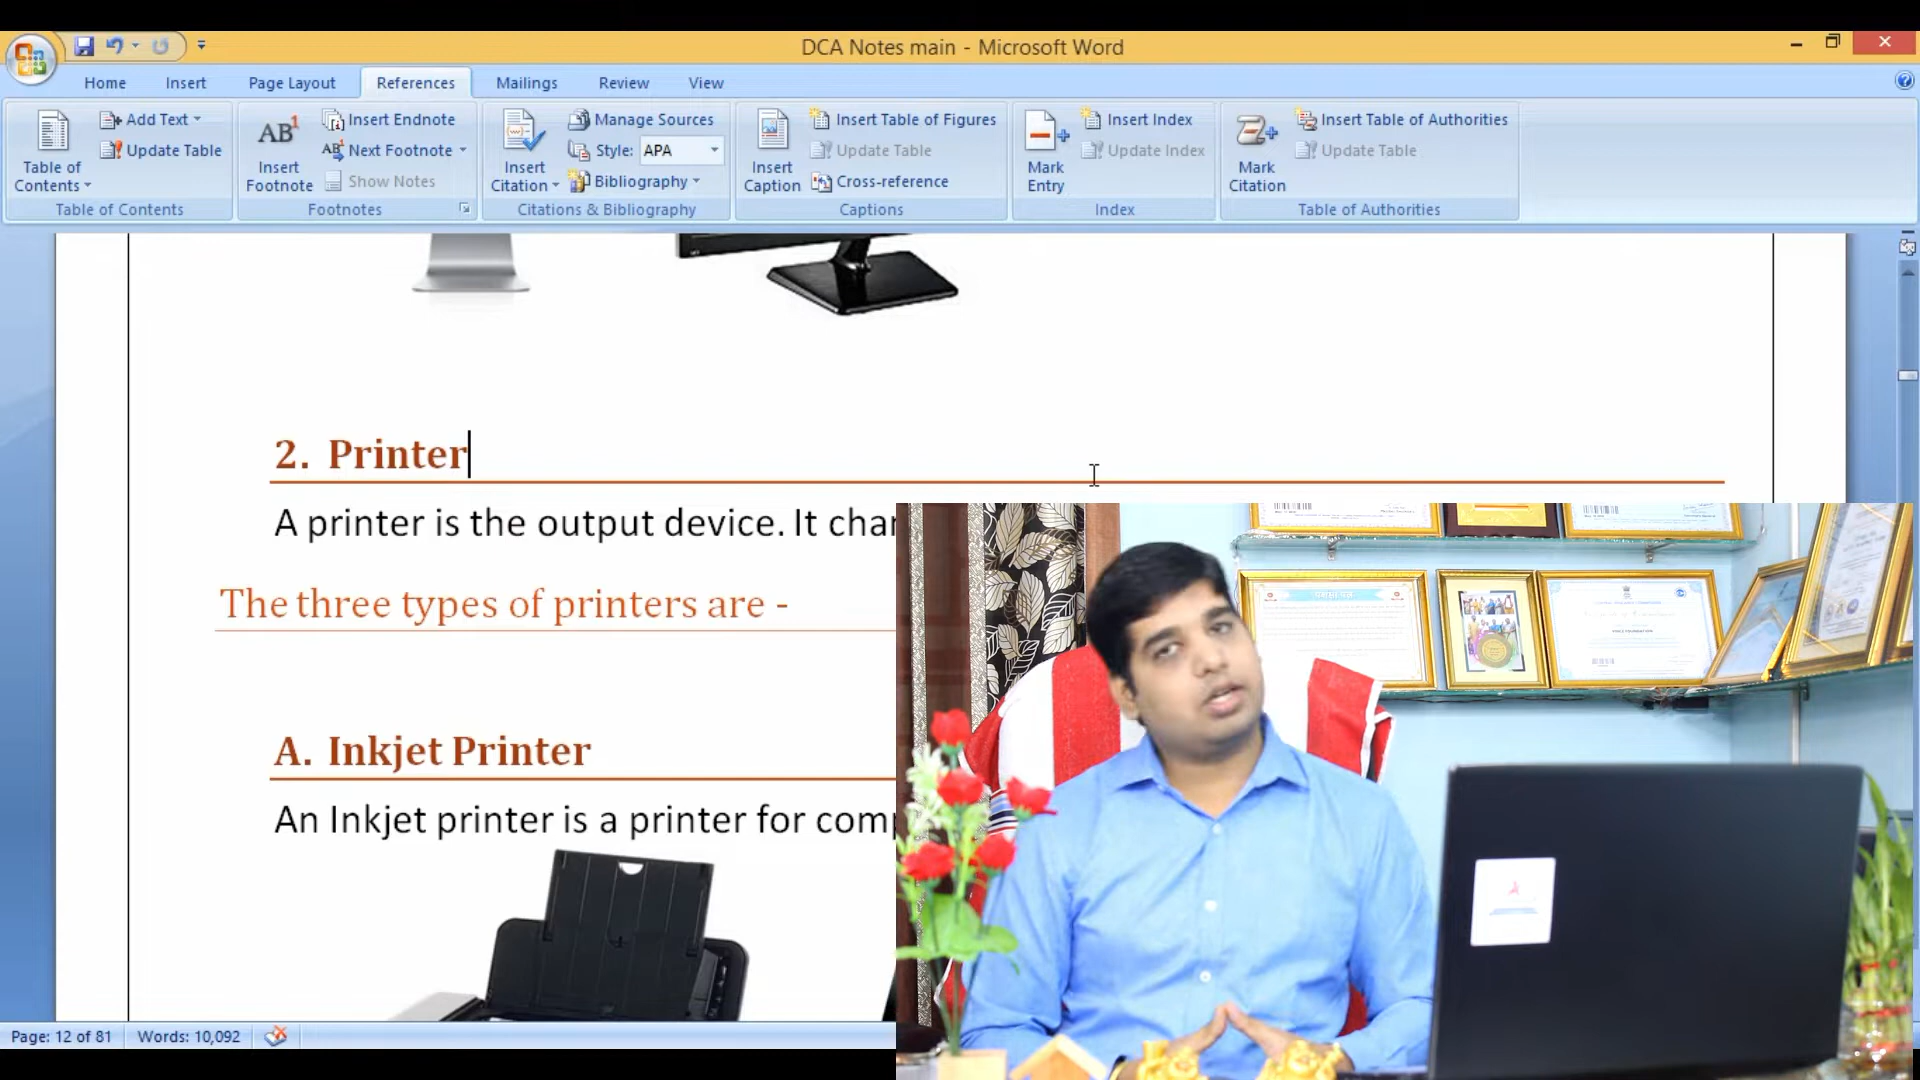 DCA Notes main - Microsoft Word
Home Insert Page Layout References Mailings Review View
Table of Contents
Add Text
Update Table
Table of Contents
AB1 Insert Footnote
Insert Endnote
AB1 Next Footnote
Show Notes
Footnotes
Insert Citation
Manage Sources
Style: APA
Bibliography
Citations & Bibliography
Insert Caption
Insert Table of Figures
Update Table
Cross-reference
Captions
Mark Entry
Insert Index
Update Index
Index
Mark Citation
Insert Table of Authorities
Update Table
Table of Authorities
2. Printer
A printer is the output device. It
The three types of printers are -
A. Inkjet Printer
An Inkjet printer is a printer for
Page: 12 of 81 Words: 10,092